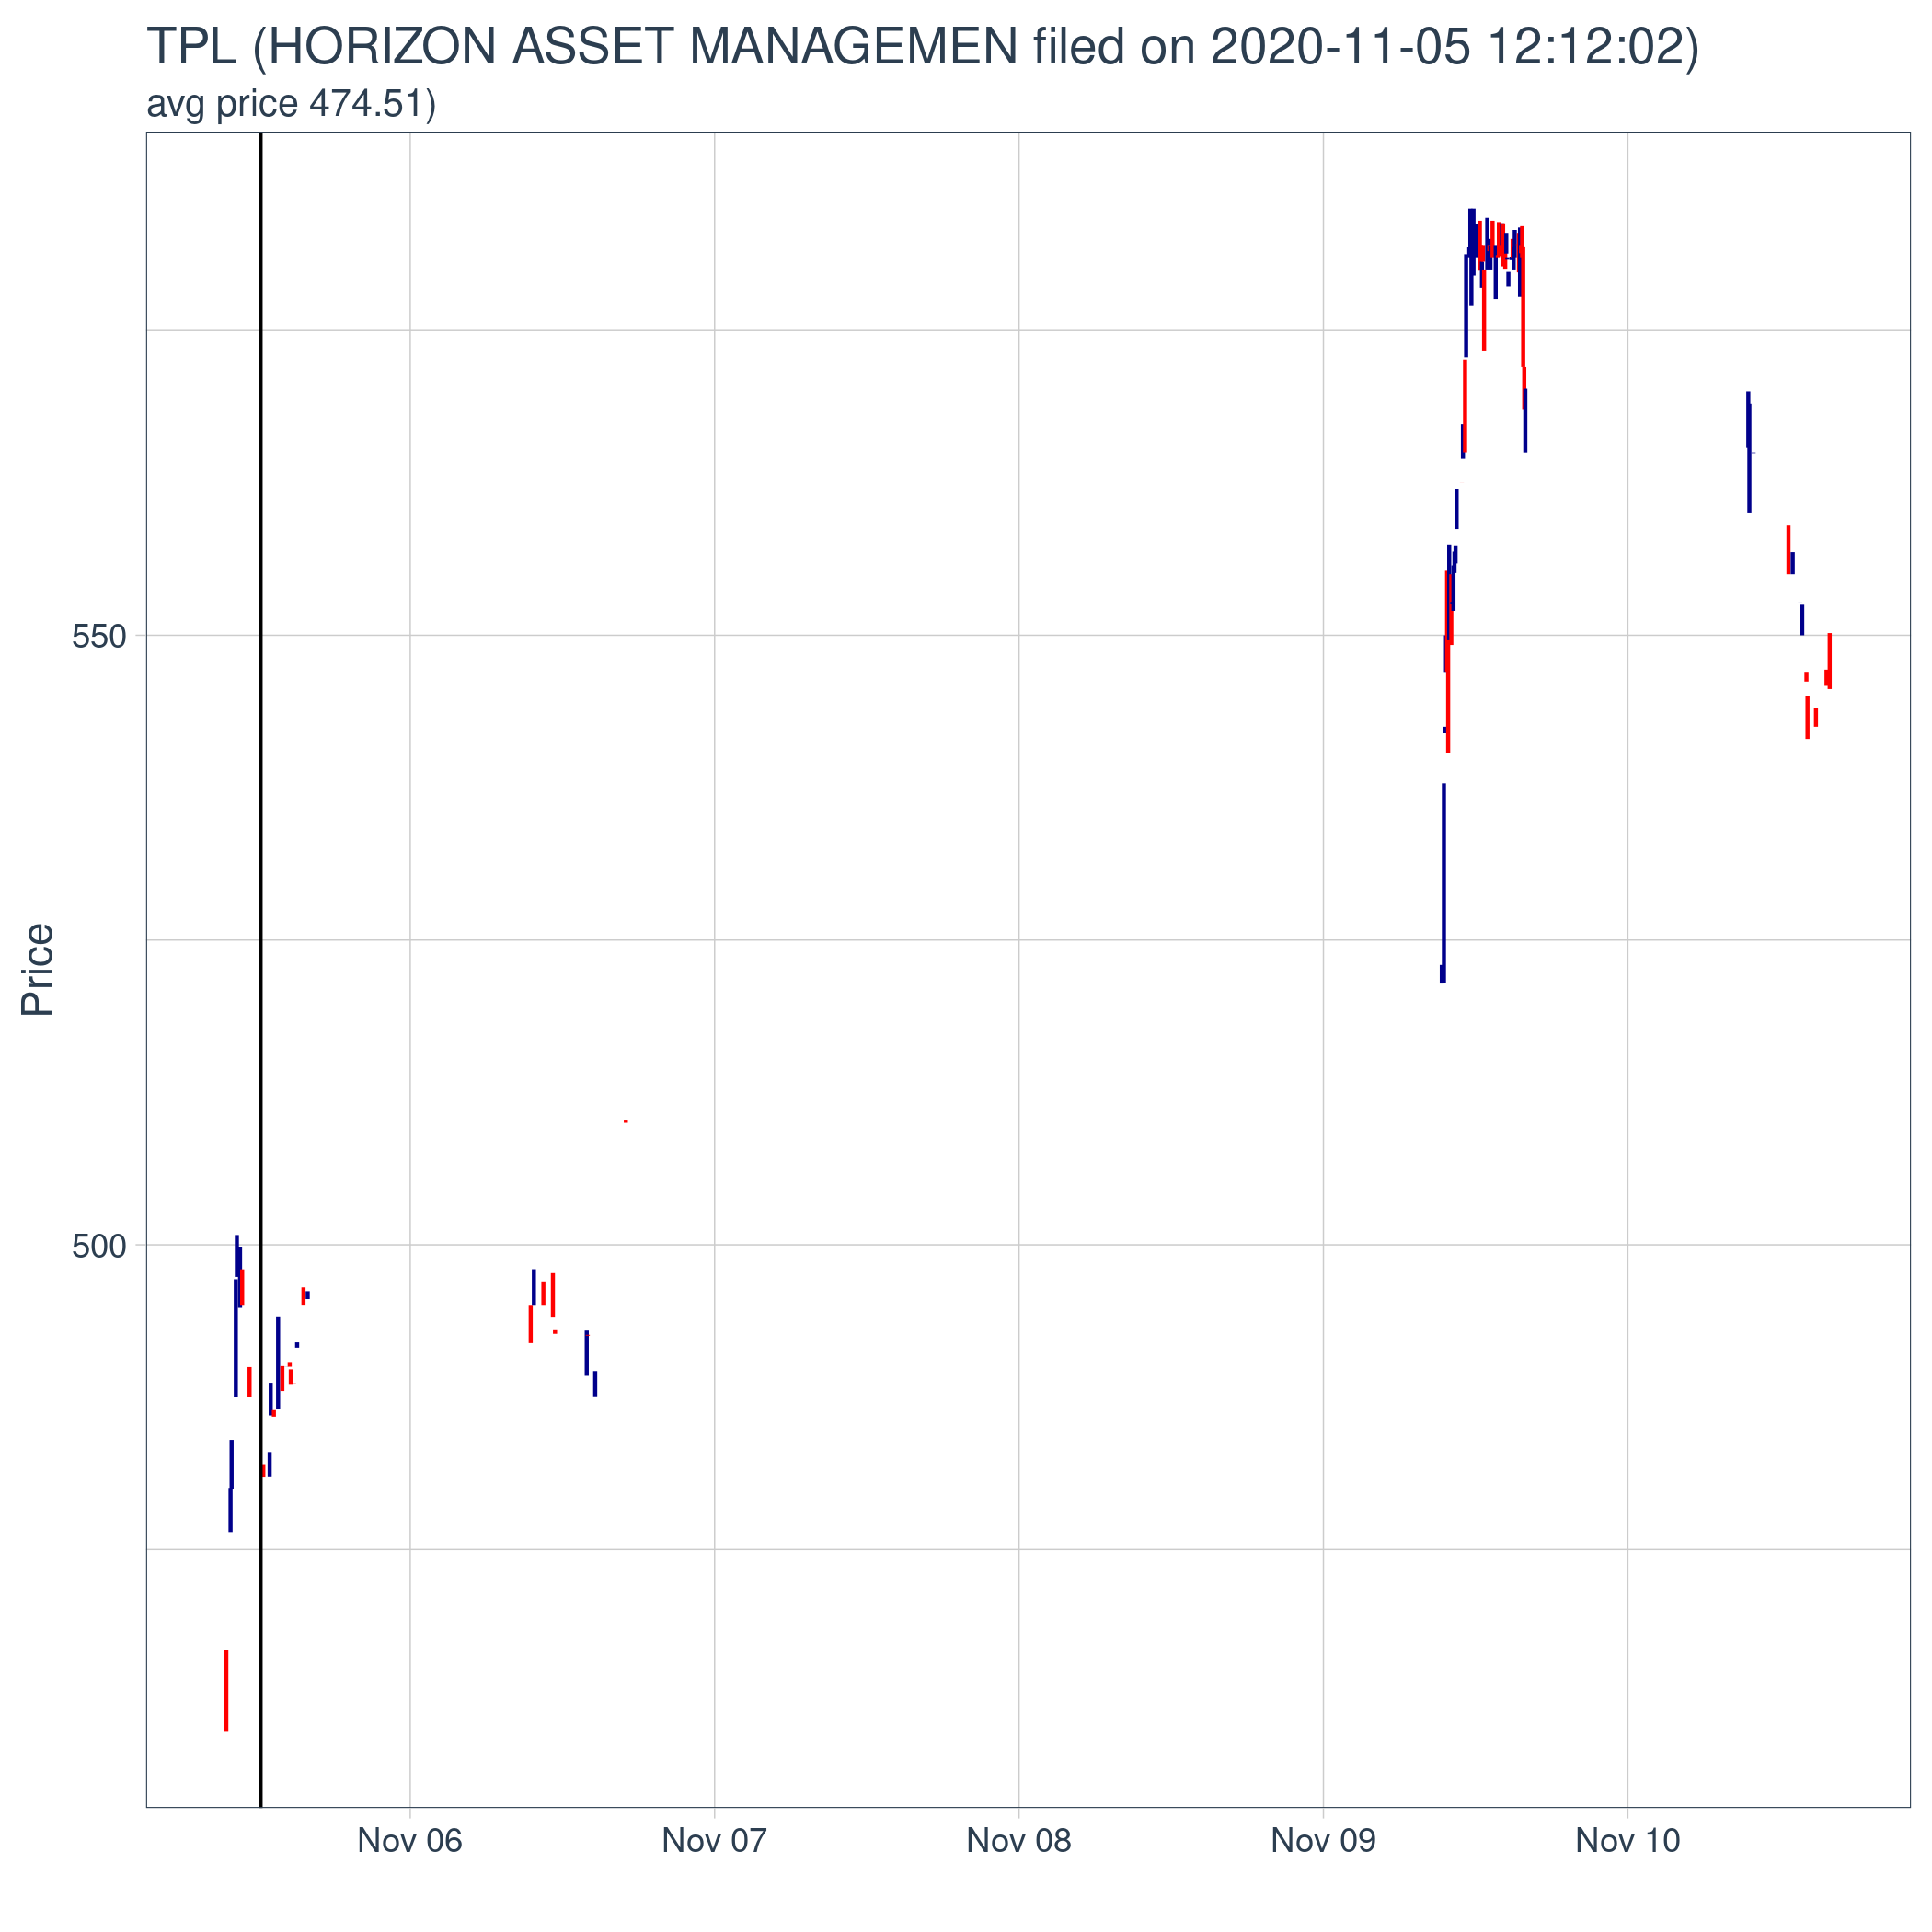 TPL (HORIZON ASSET MANAGEMEN filed on 2020-11-05 12:12:02)
avg price 474.51)
550
Price
500
Nov 06 Nov 07 Nov 08 Nov 09 Nov 10